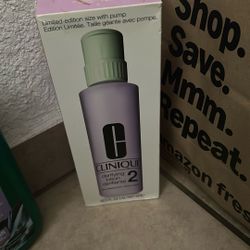 Limited edition size with pump
Edition Limitée. Taille géante avec pompe.
CLINIQUE
clarifying
lotion
clarifiante
2
Shop.
Save.
Mmm.
Repeat.
amazon fres